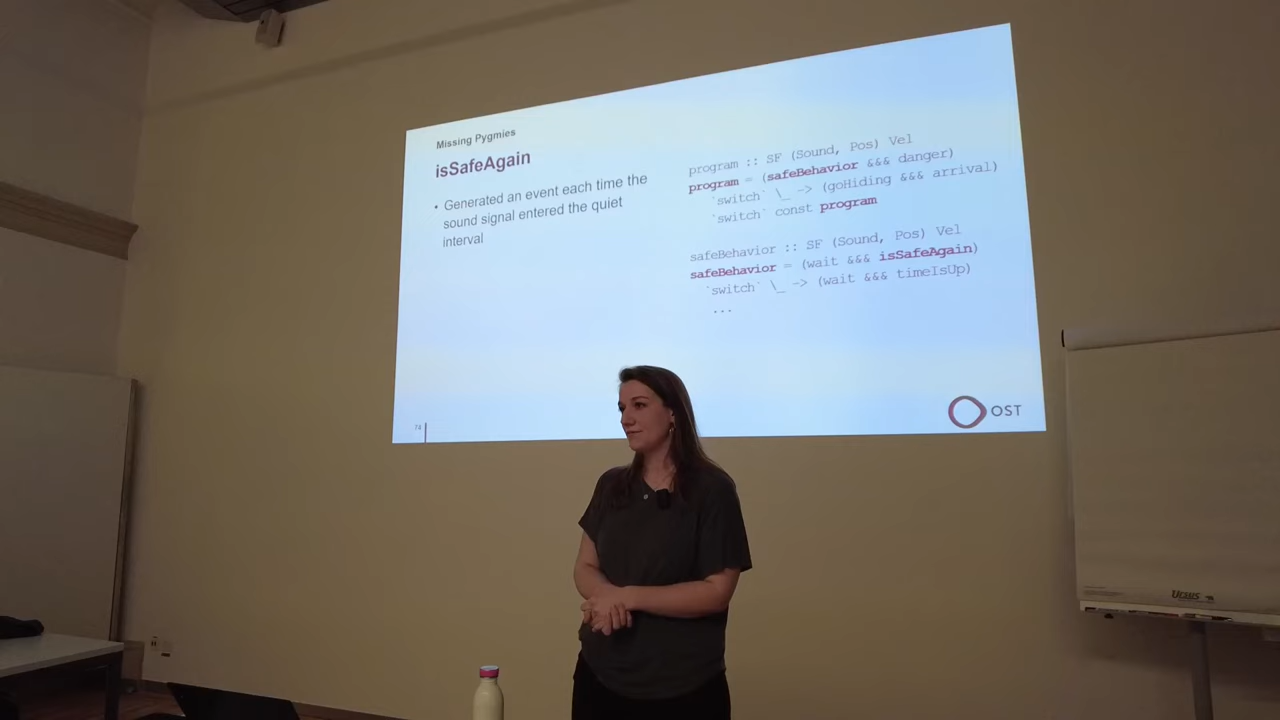 Missing Pygmies
isSafeAgain
• Generated an event each time the
sound signal entered the quiet
interval
program :: SF (Sound, Pos) Vel
program = (safeBehavior &&& danger)
`switch` \_ -> (goHiding &&& arrival)
`switch` const program
safeBehavior :: SF (Sound, Pos) Vel
safeBehavior = (wait &&& isSafeAgain)
`switch` \_ -> (wait &&& timeIsUp)
...
OST